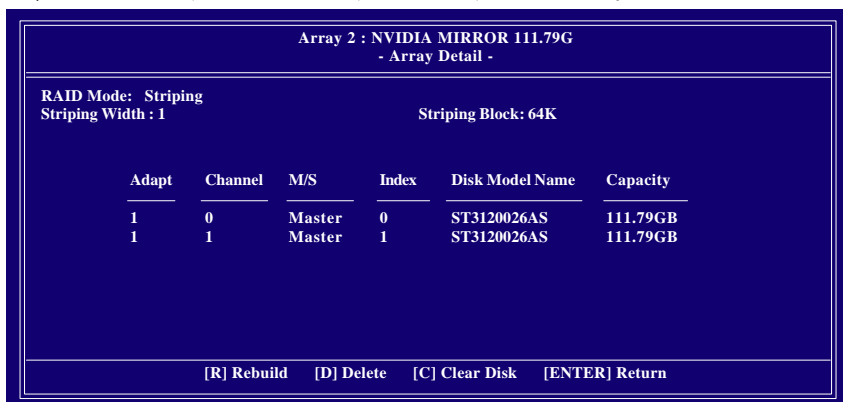 Array 2 : NVIDIA MIRROR 111.79G
- Array Detail -
RAID Mode: Striping
Striping Width : 1 Striping Block: 64K
Adapt Channel M/S Index Disk Model Name Capacity
1 0 Master 0 ST3120026AS 111.79GB
1 1 Master 1 ST3120026AS 111.79GB
[R] Rebuild [D] Delete [C] Clear Disk [ENTER] Return